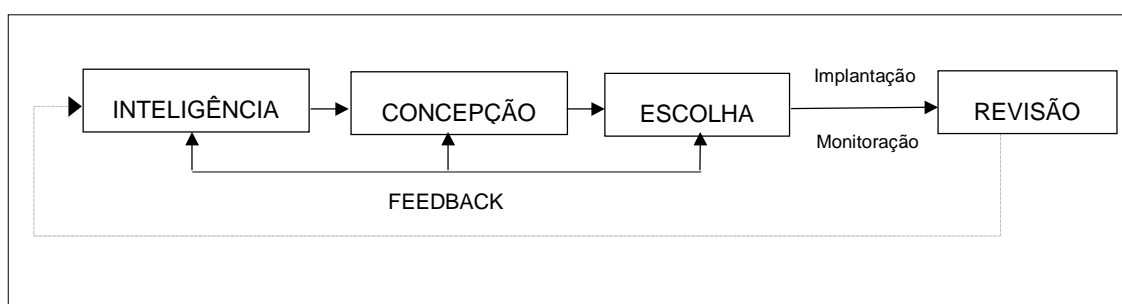 INTELIGÊNCIA
CONCEPÇÃO
ESCOLHA
Implantação
Monitoração
REVISÃO
FEEDBACK